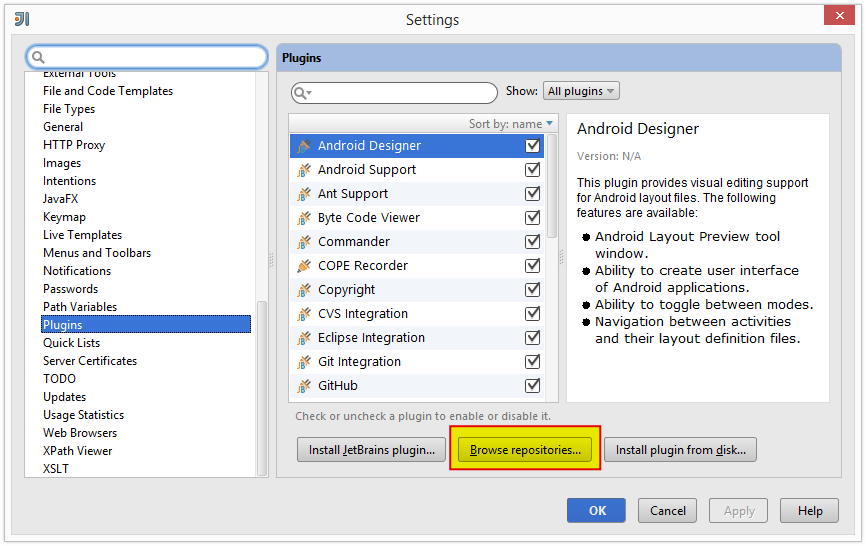 Settings
External Tools
File and Code Templates
File Types
General
HTTP Proxy
Images
Intentions
JavaFX
Keymap
Live Templates
Menus and Toolbars
Notifications
Passwords
Path Variables
Plugins
Quick Lists
Server Certificates
TODO
Updates
Usage Statistics
Web Browsers
XPath Viewer
XSLT
Plugins
Show: All plugins
Sort by: name
Android Designer
Android Support
Ant Support
Byte Code Viewer
Commander
COPE Recorder
Copyright
CVS Integration
Eclipse Integration
Git Integration
GitHub
Android Designer
Version: N/A
This plugin provides visual editing support
for Android layout files. The following
features are available:
● Android Layout Preview tool
window.
● Ability to create user interface
of Android applications.
● Ability to toggle between modes.
● Navigation between activities
and their layout definition files.
Check or uncheck a plugin to enable or disable it.
Install JetBrains plugin... Browse repositories... Install plugin from disk...
OK Cancel Apply Help